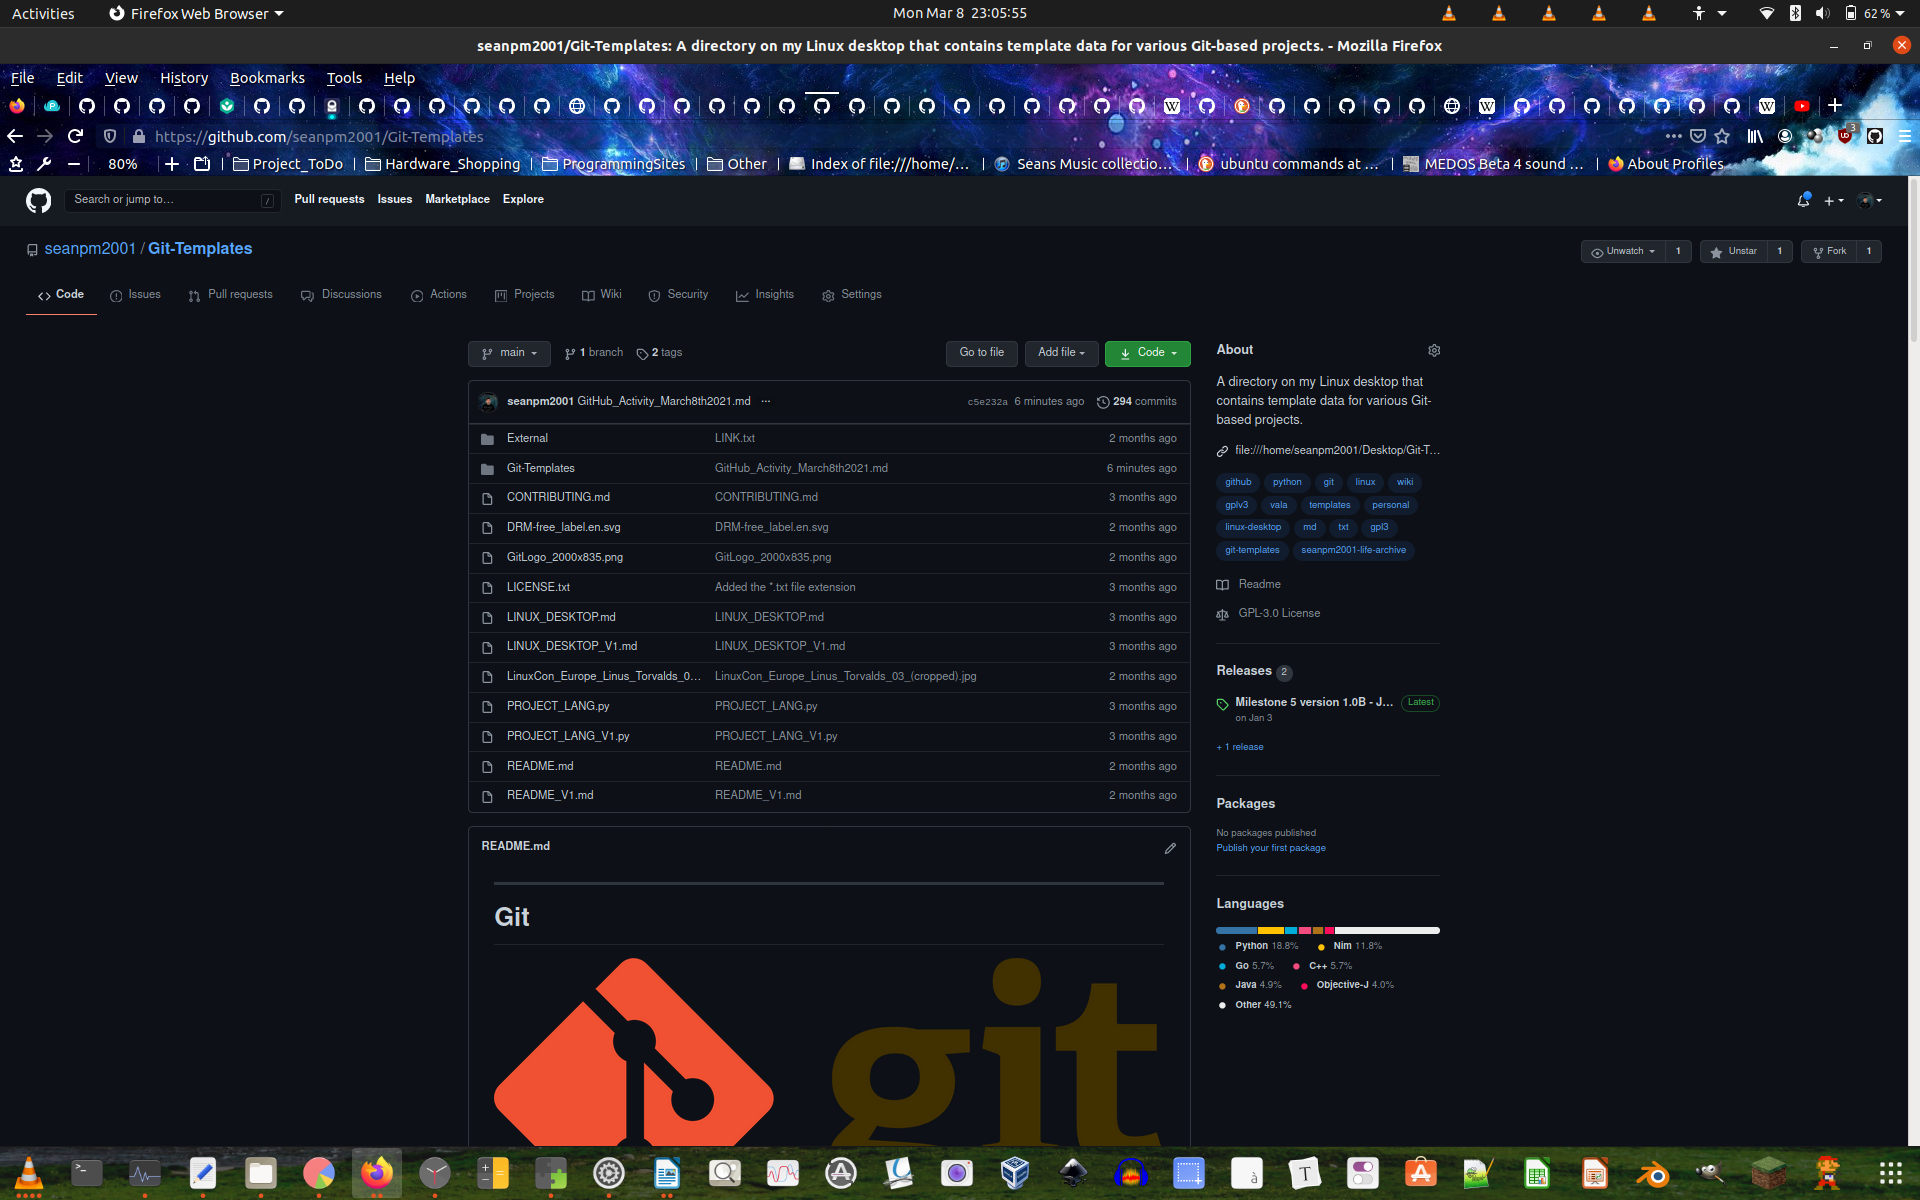 Activities Firefox Web Browser Mon Mar 8 23:05:55 62 %
seanpm2001/Git-Templates: A directory on my Linux desktop that contains template data for various Git-based projects. - Mozilla Firefox
File Edit View History Bookmarks Tools Help
https://github.com/seanpm2001/Git-Templates 3
80% Project_ToDo Hardware_Shopping ProgrammingSites Other Index of file:///home/... Seans Music collectio... ubuntu commands at ... MEDOS Beta 4 sound ... About Profiles
Search or jump to... / Pull requests Issues Marketplace Explore
seanpm2001 / Git-Templates Unwatch 1 Unstar 1 Fork 1
Code Issues Pull requests Discussions Actions Projects Wiki Security Insights Settings
main 1 branch 2 tags Go to file Add file Code
seanpm2001 GitHub_Activity_March8th2021.md ... c5e232a 6 minutes ago 294 commits
External LINK.txt 2 months ago
Git-Templates GitHub_Activity_March8th2021.md 6 minutes ago
CONTRIBUTING.md CONTRIBUTING.md 3 months ago
DRM-free_label.en.svg DRM-free_label.en.svg 2 months ago
GitLogo_2000x835.png GitLogo_2000x835.png 2 months ago
LICENSE.txt Added the *.txt file extension 3 months ago
LINUX_DESKTOP.md LINUX_DESKTOP.md 3 months ago
LINUX_DESKTOP_V1.md LINUX_DESKTOP_V1.md 3 months ago
LinuxCon_Europe_Linus_Torvalds_0... LinuxCon_Europe_Linus_Torvalds_03_(cropped).jpg 2 months ago
PROJECT_LANG.py PROJECT_LANG.py 3 months ago
PROJECT_LANG_V1.py PROJECT_LANG_V1.py 3 months ago
README.md README.md 2 months ago
README_V1.md README_V1.md 2 months ago
README.md
Git
git
About
A directory on my Linux desktop that
contains template data for various Git-
based projects.
file:///home/seanpm2001/Desktop/Git-T...
github python git linux wiki
gplv3 vala templates personal
linux-desktop md txt gpl3
git-templates seanpm2001-life-archive
Readme
GPL-3.0 License
Releases 2
Milestone 5 version 1.0B - J... Latest
on Jan 3
+ 1 release
Packages
No packages published
Publish your first package
Languages
Python 18.8% Nim 11.8%
Go 5.7% C++ 5.7%
Java 4.9% Objective-J 4.0%
Other 49.1%